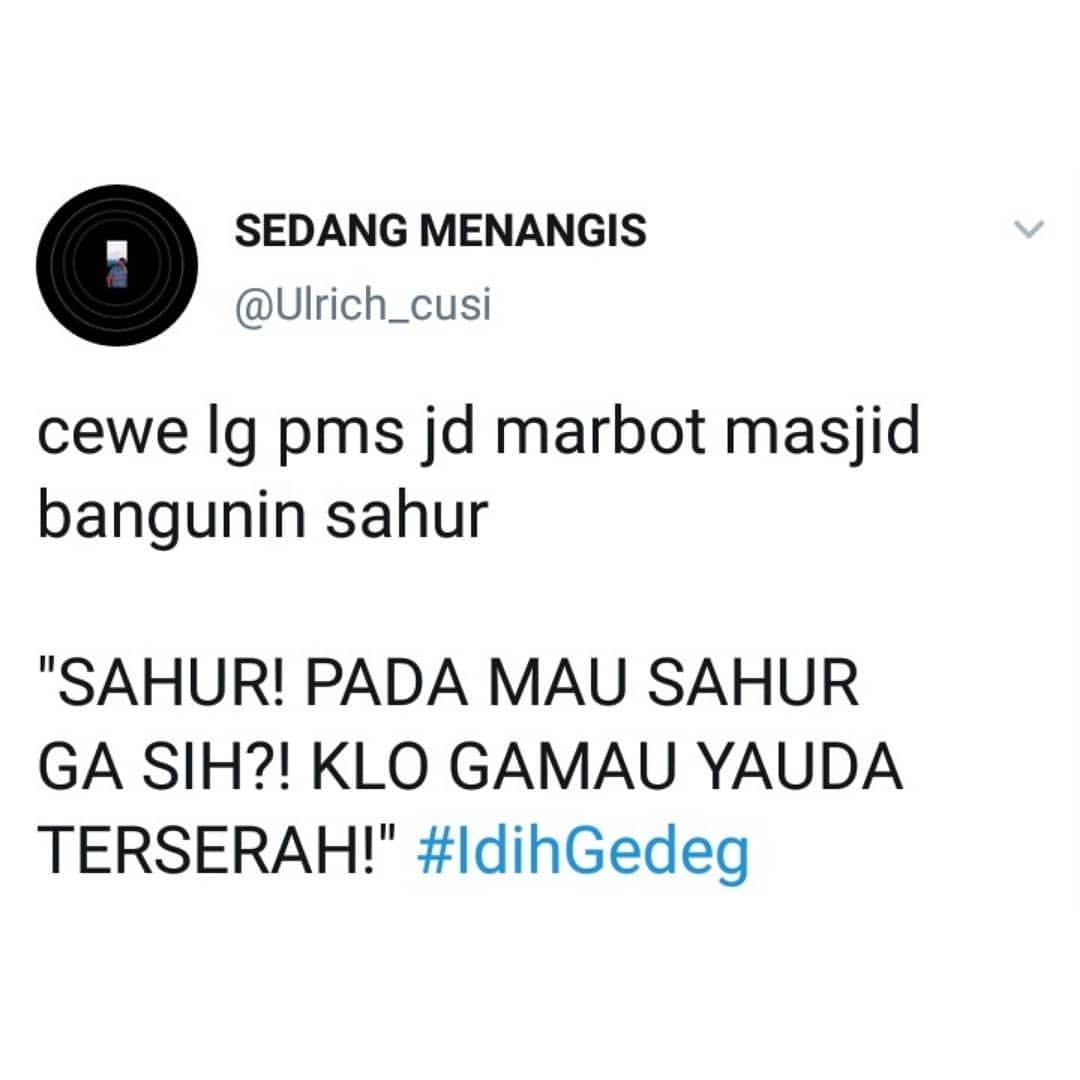 SEDANG MENANGIS
@Ulrich_cusi
cewe lg pms jd marbot masjid
bangunin sahur
"SAHUR! PADA MAU SAHUR
GA SIH?! KLO GAMAU YAUDA
TERSERAH!" #IdihGedeg